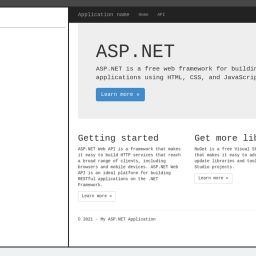 Application name Home API
ASP.NET
ASP.NET is a free web framework for buildin
applications using HTML, CSS, and JavaScrip
Learn more »
Getting started
ASP.NET Web API is a framework that makes
it easy to build HTTP services that reach
a broad range of clients, including
browsers and mobile devices. ASP.NET Web
API is an ideal platform for building
RESTful applications on the .NET
Framework.
Learn more »
Get more lib
NuGet is a free Visual St
that makes it easy to add
update libraries and tool
Studio projects.
Learn more »
© 2021 - My ASP.NET Application